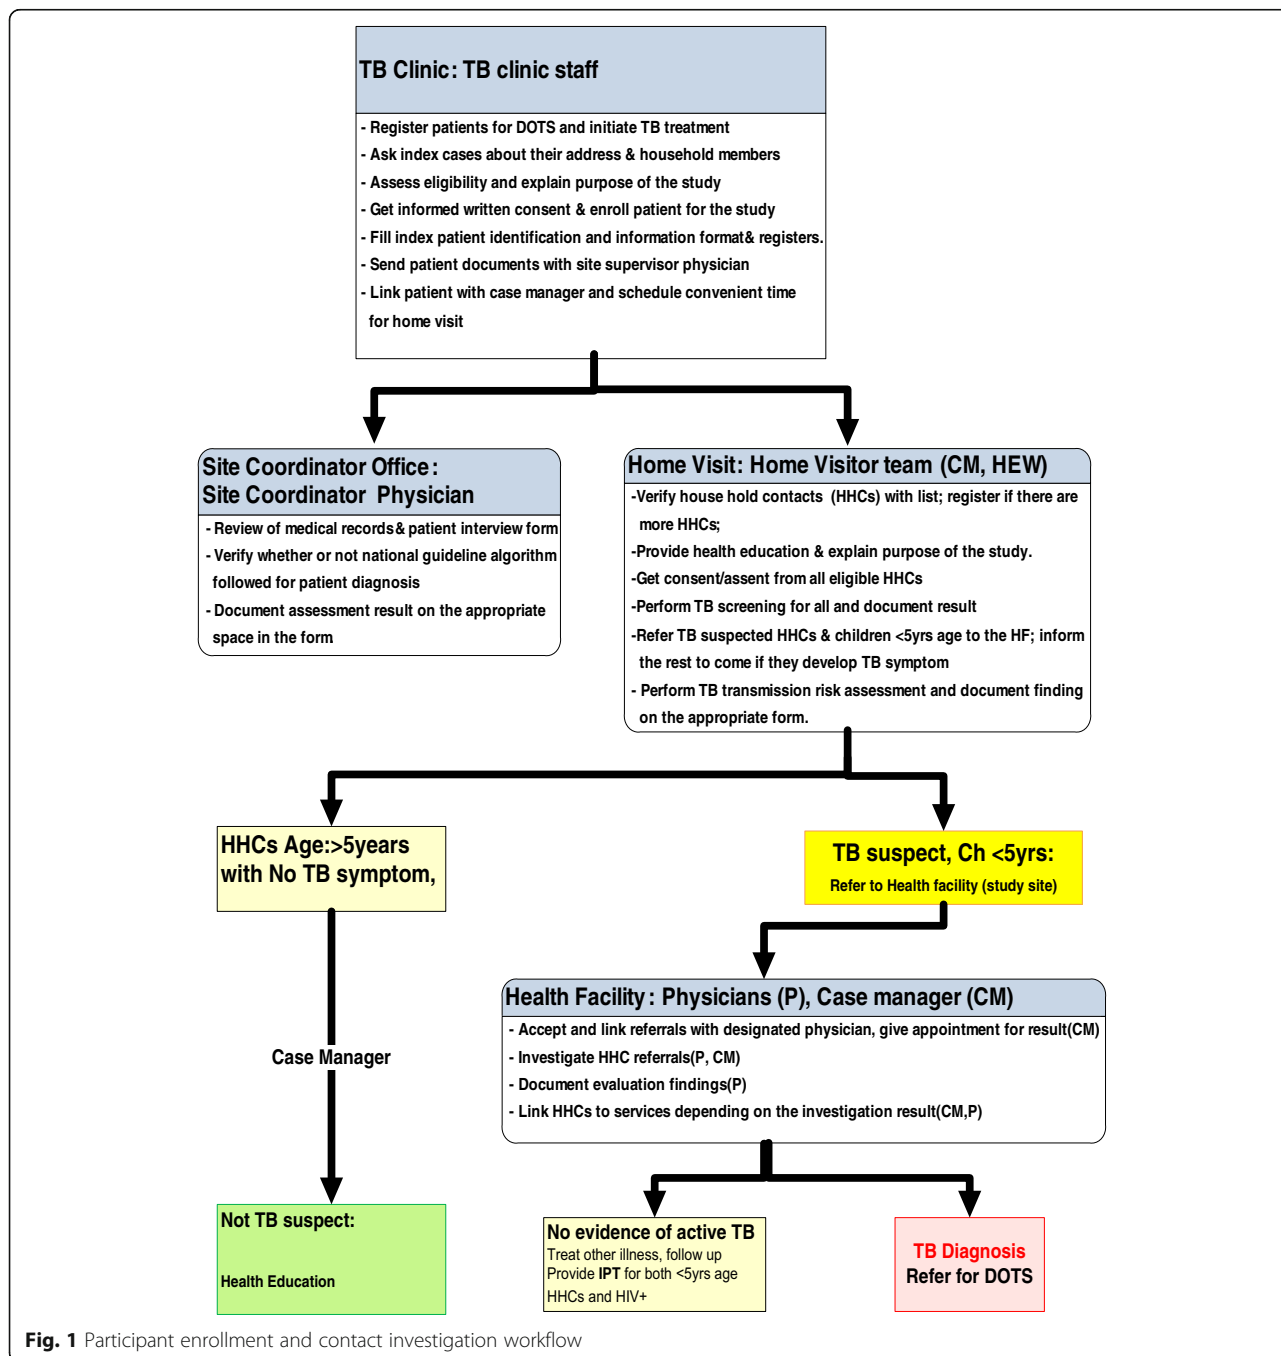 TB Clinic: TB clinic staff
- Register patients for DOTS and initiate TB treatment
- Ask index cases about their address & household members
- Assess eligibility and explain purpose of the study
- Get informed written consent & enroll patient for the study
- Fill index patient identification and information format& registers.
- Send patient documents with site supervisor physician
- Link patient with case manager and schedule convenient time
for home visit
Site Coordinator Office:
Site Coordinator Physician
- Review of medical records& patient interview form
- Verify whether or not national guideline algorithm
followed for patient diagnosis
- Document assessment result on the appropriate
space in the form
Home Visit: Home Visitor team (CM, HEW)
-Verify house hold contacts (HHCs) with list; register if there are
more HHCs;
-Provide health education & explain purpose of the study.
-Get consent/assent from all eligible HHCs
-Perform TB screening for all and document result
-Refer TB suspected HHCs & children <5yrs age to the HF; inform
the rest to come if they develop TB symptom
- Perform TB transmission risk assessment and document finding
on the appropriate form.
HHCs Age:>5years
with No TB symptom,
TB suspect, Ch <5yrs:
Refer to Health facility (study site)
Case Manager
Health Facility: Physicians (P), Case manager (CM)
- Accept and link referrals with designated physician, give appointment for result(CM)
- Investigate HHC referrals(P, CM)
- Document evaluation findings(P)
- Link HHCs to services depending on the investigation result(CM,P)
Not TB suspect:
Health Education
No evidence of active TB
Treat other illness, follow up
Provide IPT for both <5yrs age
HHCs and HIV+
TB Diagnosis
Refer for DOTS
Fig. 1 Participant enrollment and contact investigation workflow